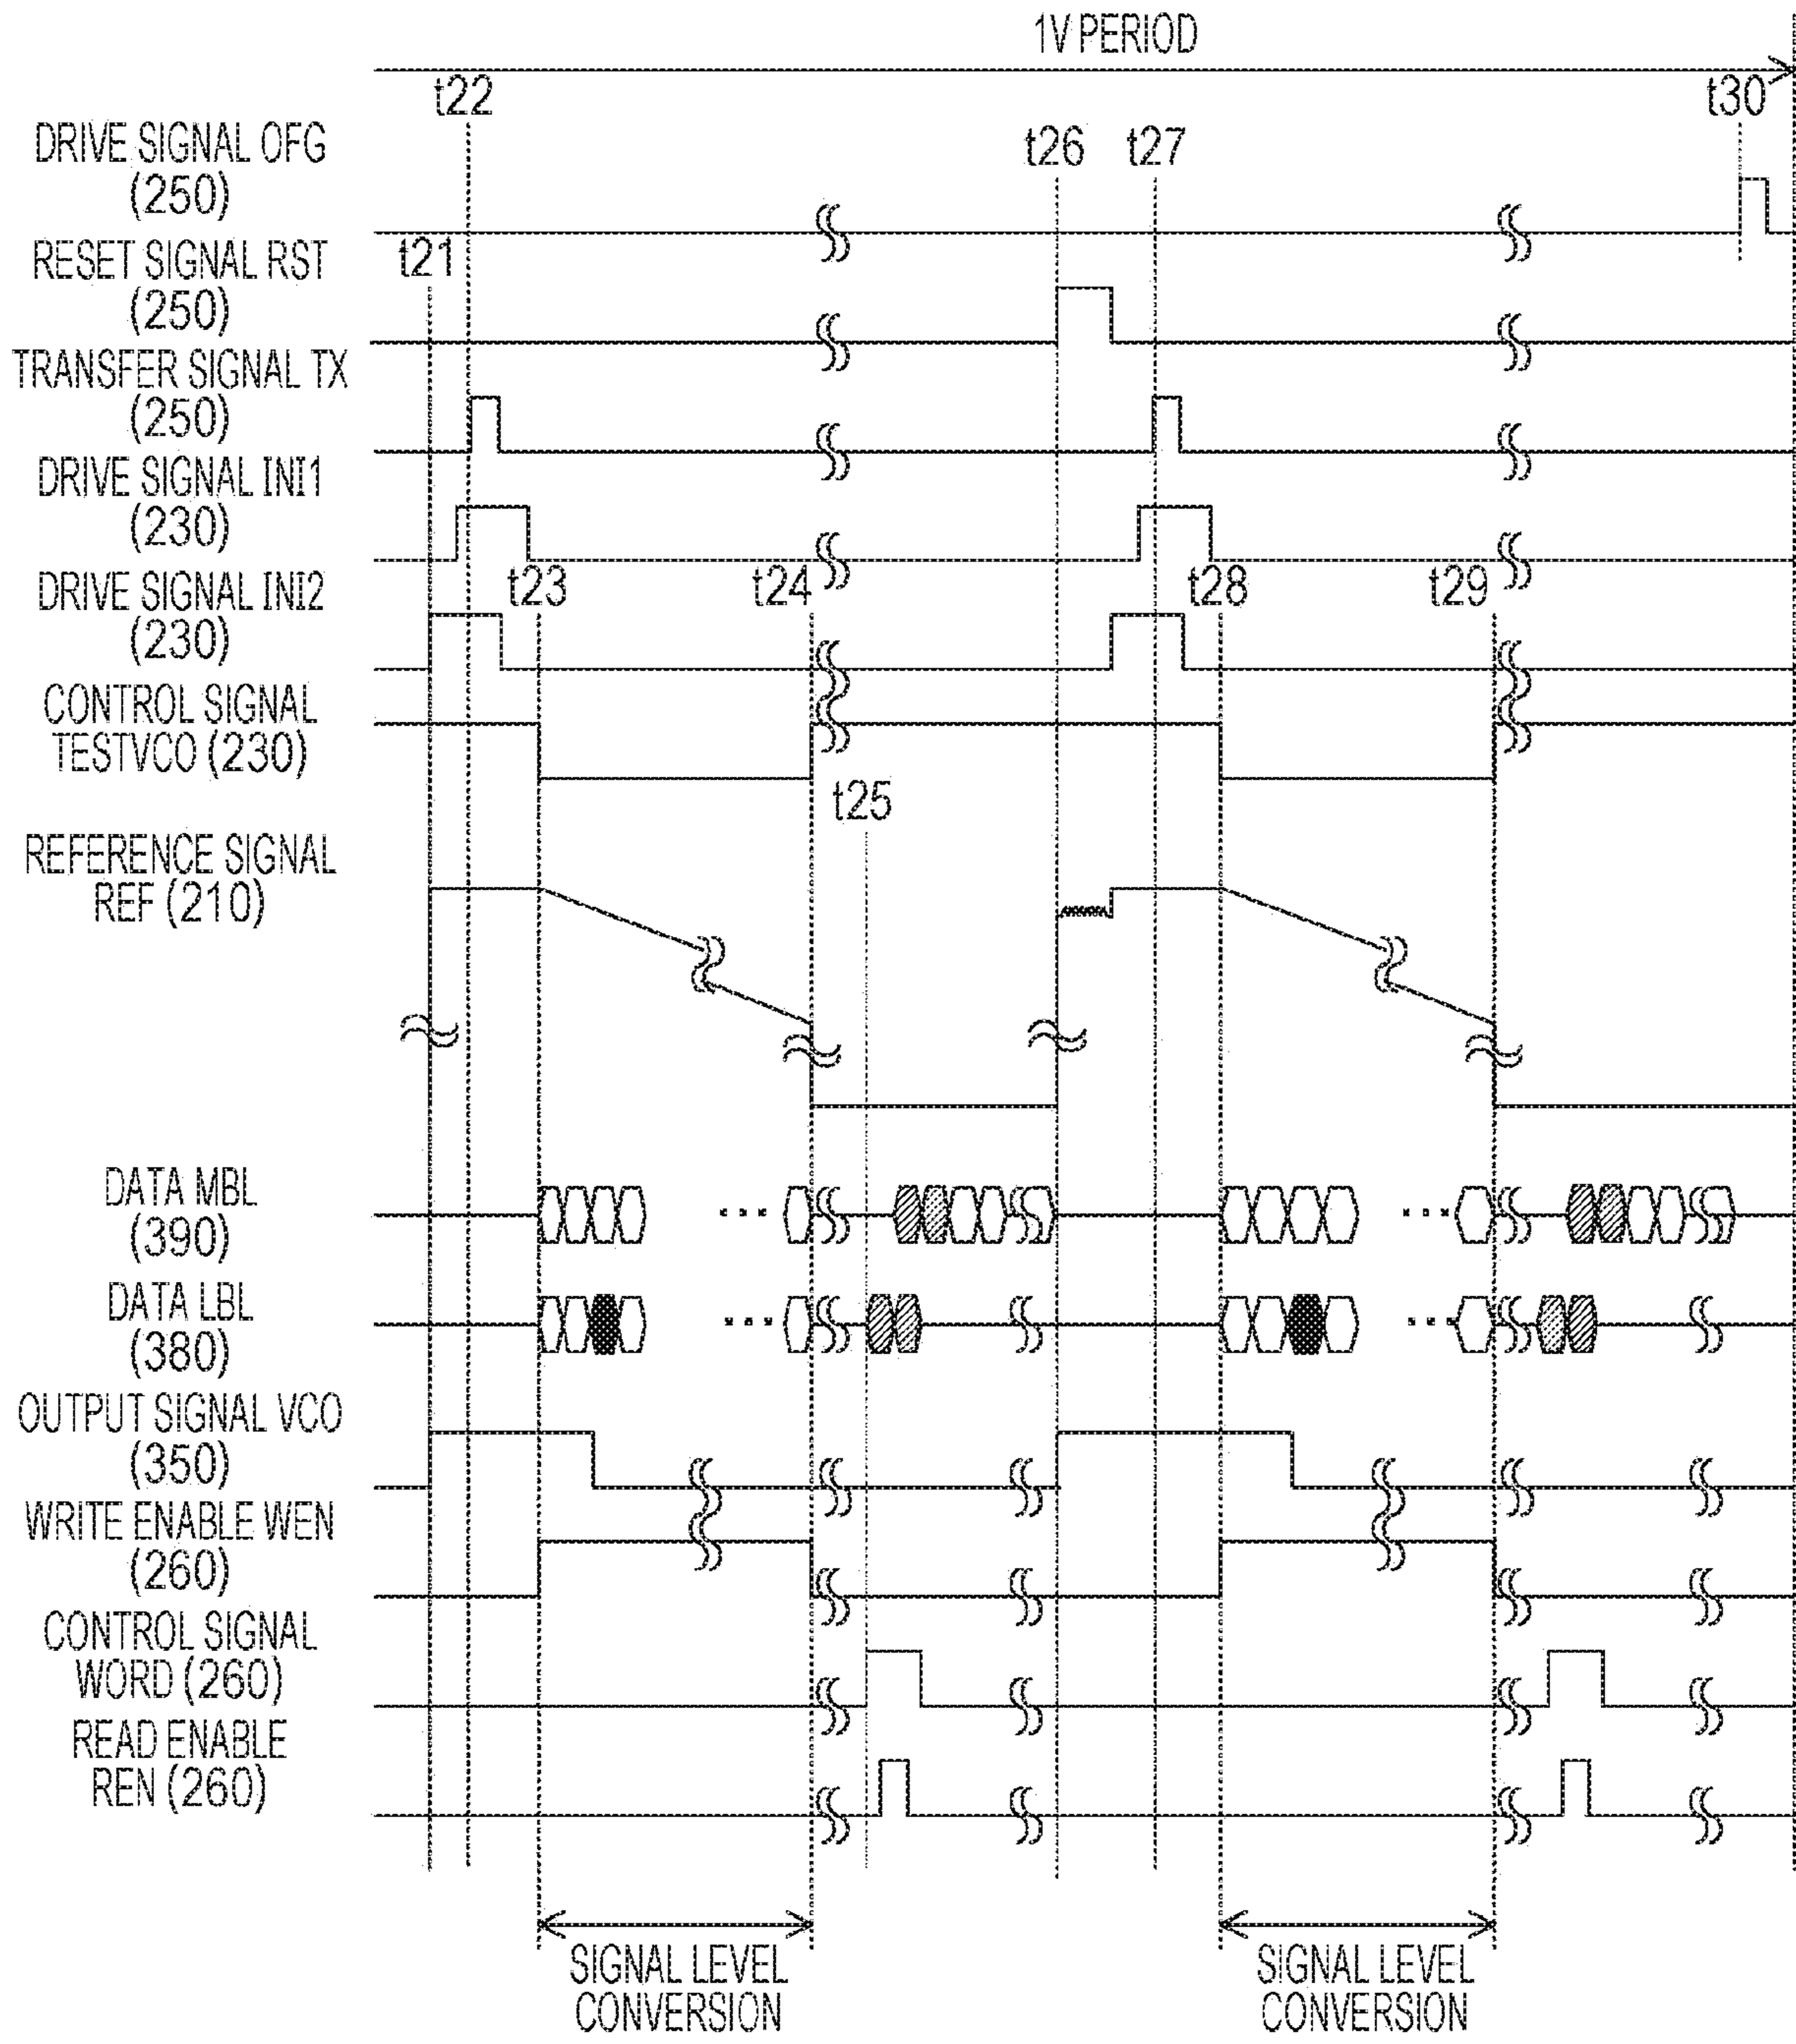 1V PERIOD
t22
t30
DRIVE SIGNAL OFG
(250)
t26
t27
RESET SIGNAL RST
(250)
t21
TRANSFER SIGNAL TX
(250)
DRIVE SIGNAL INI1
(230)
DRIVE SIGNAL INI2
(230)
t23
t24
t28
t29
CONTROL SIGNAL
TESTVCO (230)
t25
REFERENCE SIGNAL
REF (210)
DATA MBL
(390)
DATA LBL
(380)
OUTPUT SIGNAL VCO
(350)
WRITE ENABLE WEN
(260)
CONTROL SIGNAL
WORD (260)
READ ENABLE
REN (260)
SIGNAL LEVEL
CONVERSION
SIGNAL LEVEL
CONVERSION